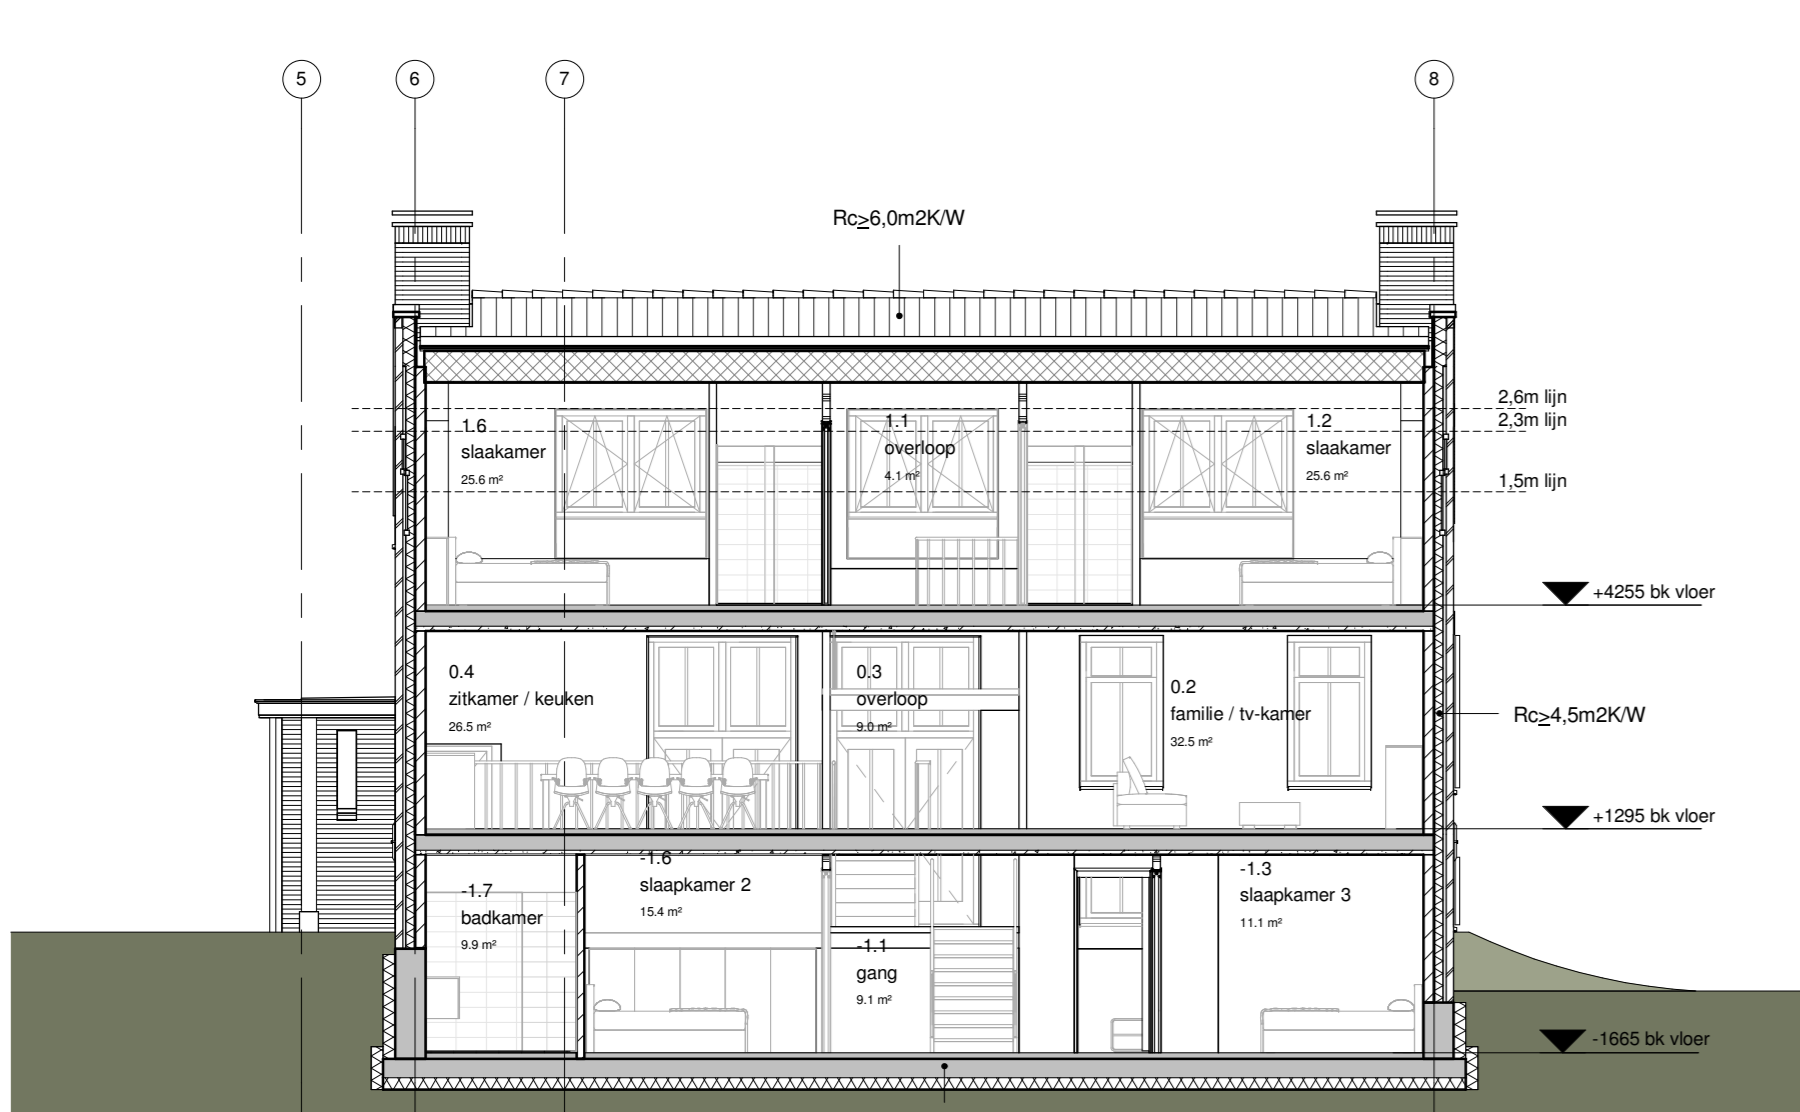 5
6
7
8
Rc≥6,0m2K/W
2,6m lijn
2,3m lijn
1,5m lijn
1.6
slaakamer
25.6 m²
1.1
overloop
4.1 m²
1.2
slaakamer
25.6 m²
+4255 bk vloer
0.4
zitkamer / keuken
26.5 m²
0.3
overloop
9.0 m²
0.2
familie / tv-kamer
32.5 m²
Rc≥4,5m2K/W
+1295 bk vloer
-1.7
badkamer
9.9 m²
-1.6
slaapkamer 2
15.4 m²
-1.1
gang
9.1 m²
-1.3
slaapkamer 3
11.1 m²
-1665 bk vloer